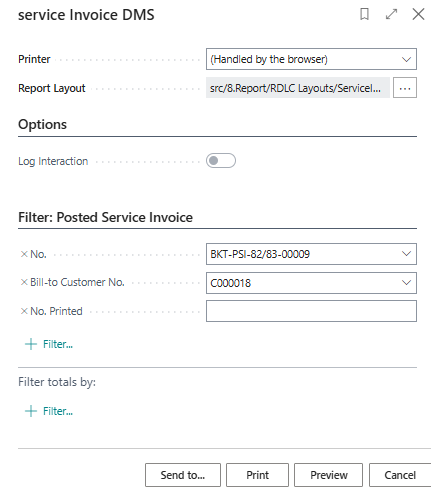 service Invoice DMS
Printer
(Handled by the browser)
Report Layout
src/8.Report/RDLC Layouts/ServiceI...
Options
Log Interaction
Filter: Posted Service Invoice
No.
BKT-PSI-82/83-00009
Bill-to Customer No.
C000018
No. Printed
Filter...
Filter totals by:
Filter...
Send to... Print Preview Cancel